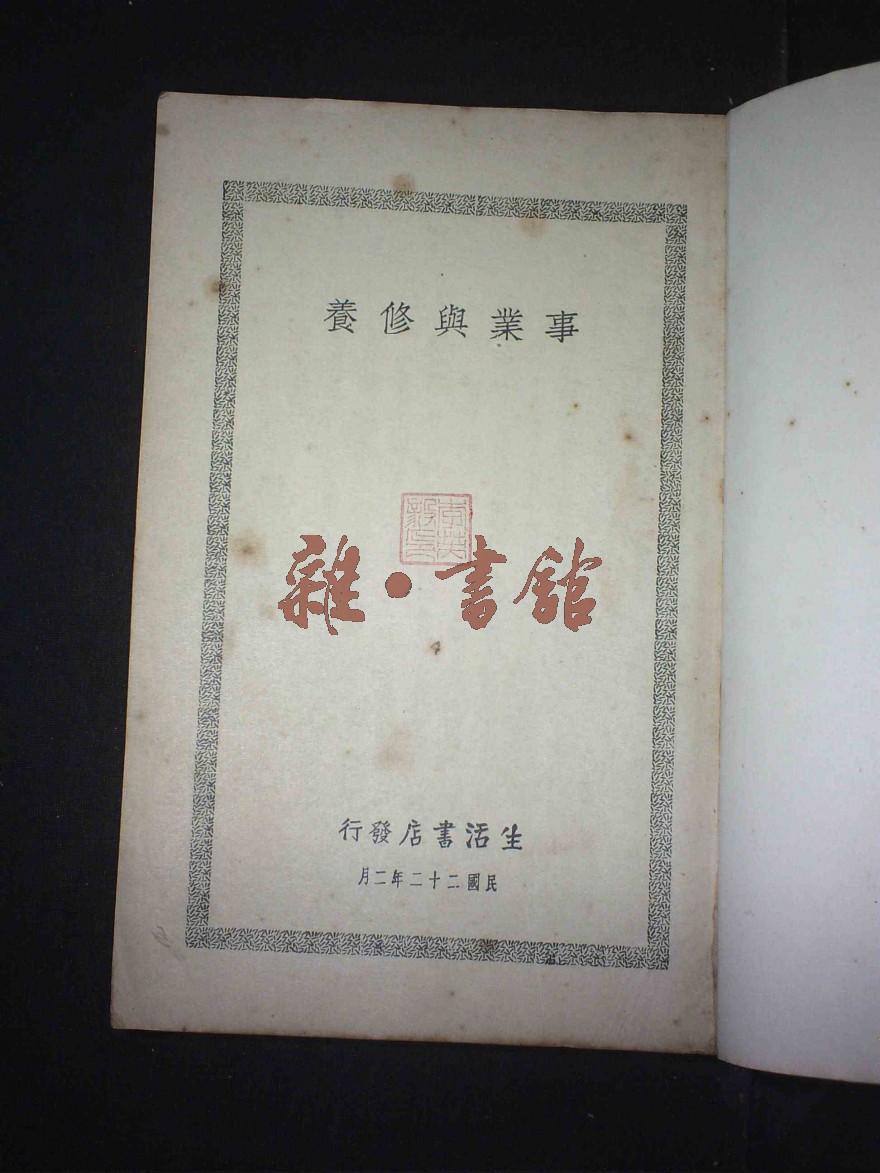 事業與修養
雜·書館
生活書店發行
民國二十二年二月